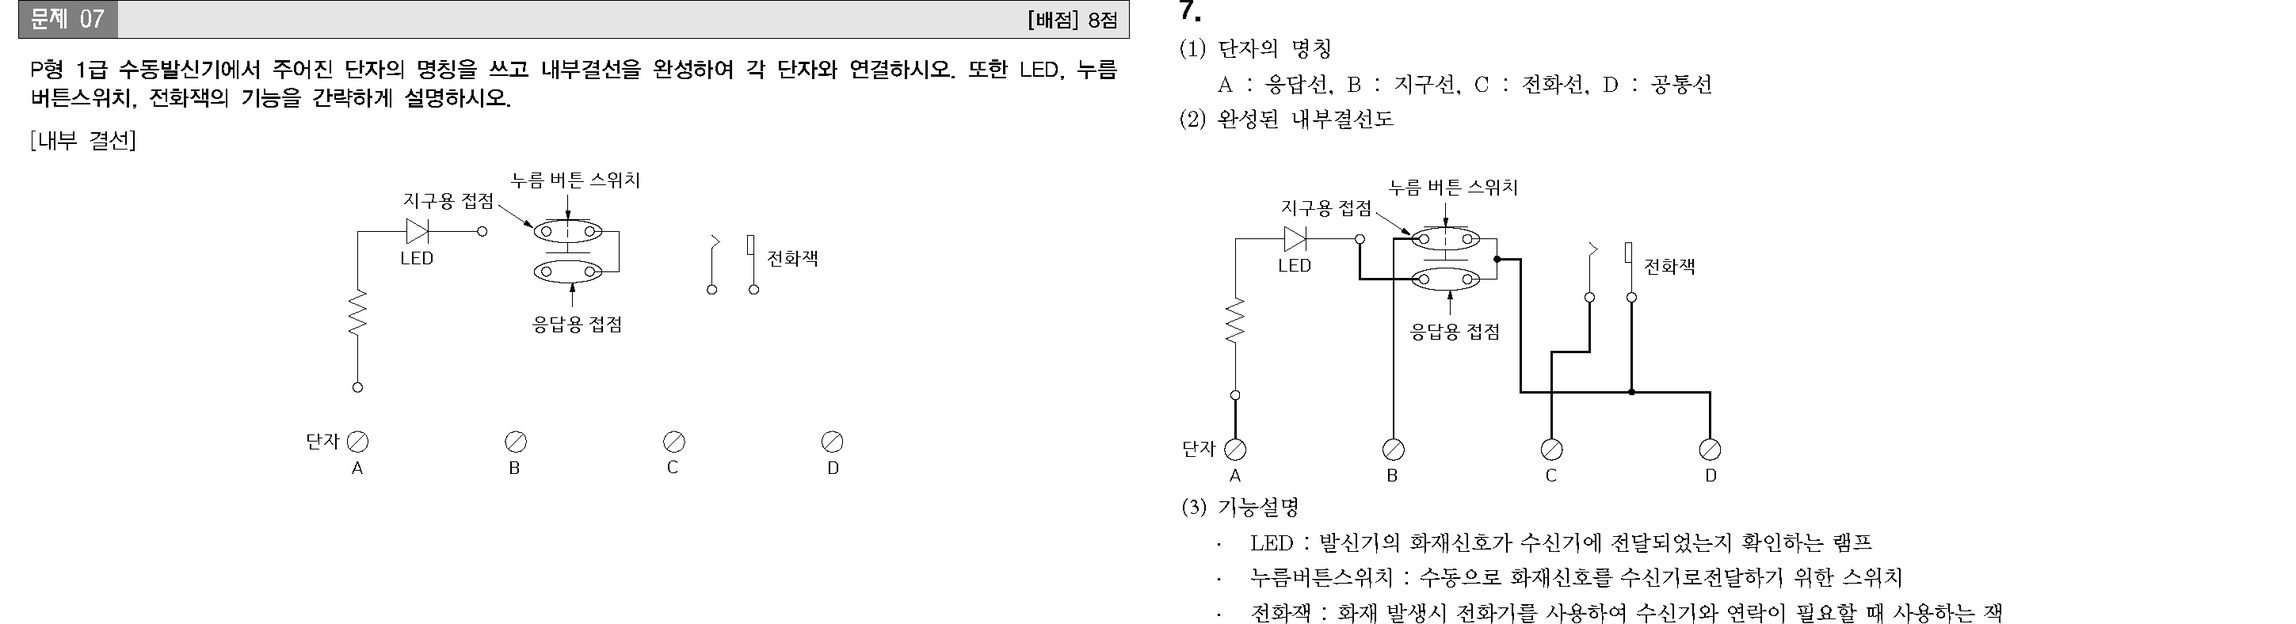 문제 07
[배점] 8점
P형 1급 수동발신기에서 주어진 단자의 명칭을 쓰고 내부결선을 완성하여 각 단자와 연결하시오. 또한 LED, 누름
버튼스위치, 전화잭의 기능을 간략하게 설명하시오.
[내부 결선]
누름 버튼 스위치
지구용 접점
LED
전화잭
응답용 접점
단자
A
B
C
D
7.
(1) 단자의 명칭
A : 응답선, B : 지구선, C : 전화선, D : 공통선
(2) 완성된 내부결선도
누름 버튼 스위치
지구용 접점
LED
전화잭
응답용 접점
단자
A
B
C
D
(3) 기능설명
· LED : 발신기의 화재신호가 수신기에 전달되었는지 확인하는 램프
· 누름버튼스위치 : 수동으로 화재신호를 수신기로전달하기 위한 스위치
· 전화잭 : 화재 발생시 전화기를 사용하여 수신기와 연락이 필요할 때 사용하는 잭